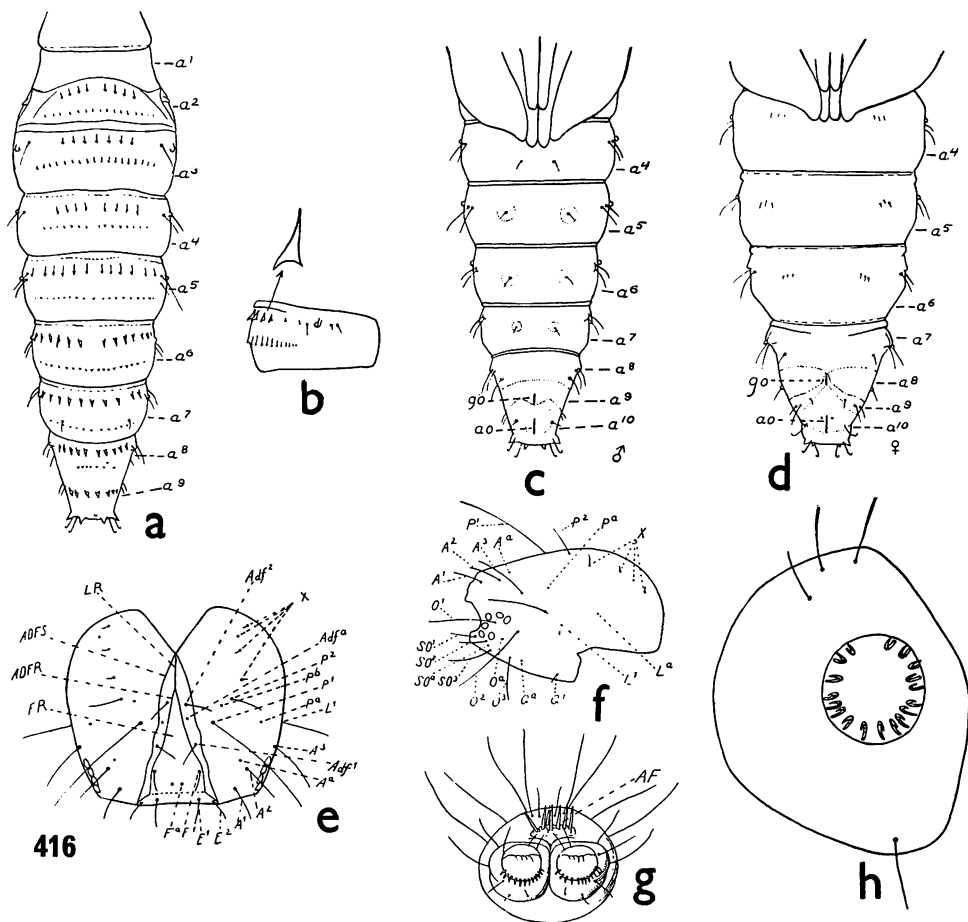 a¹
a²
a³
a⁴
a⁵
a⁶
a⁷
a⁸
a⁹
a
b
a⁴
a⁵
a⁶
a⁷
a⁸
go
a⁹
ao
a¹⁰
♂
c
a⁴
a⁵
a⁶
a⁷
go
a⁸
a⁹
ao
a¹⁰
♀
d
LR
Adf²
X
ADFS
Adfᵃ
P²
ADFR
Pᵇ
P¹
FR
Pᵃ
L¹
A³
Adf¹
Aᵃ
A²
A¹
Fᵃ
F¹
E¹
E²
e
416
P¹
P²
Pᵃ
X
A²
A³
Aᵃ
A¹
O¹
SO¹
SO²
SOᵃ
SO³
O²
O³
Oᵃ
Gᵃ
G¹
L¹
Lᵃ
f
AF
g
h